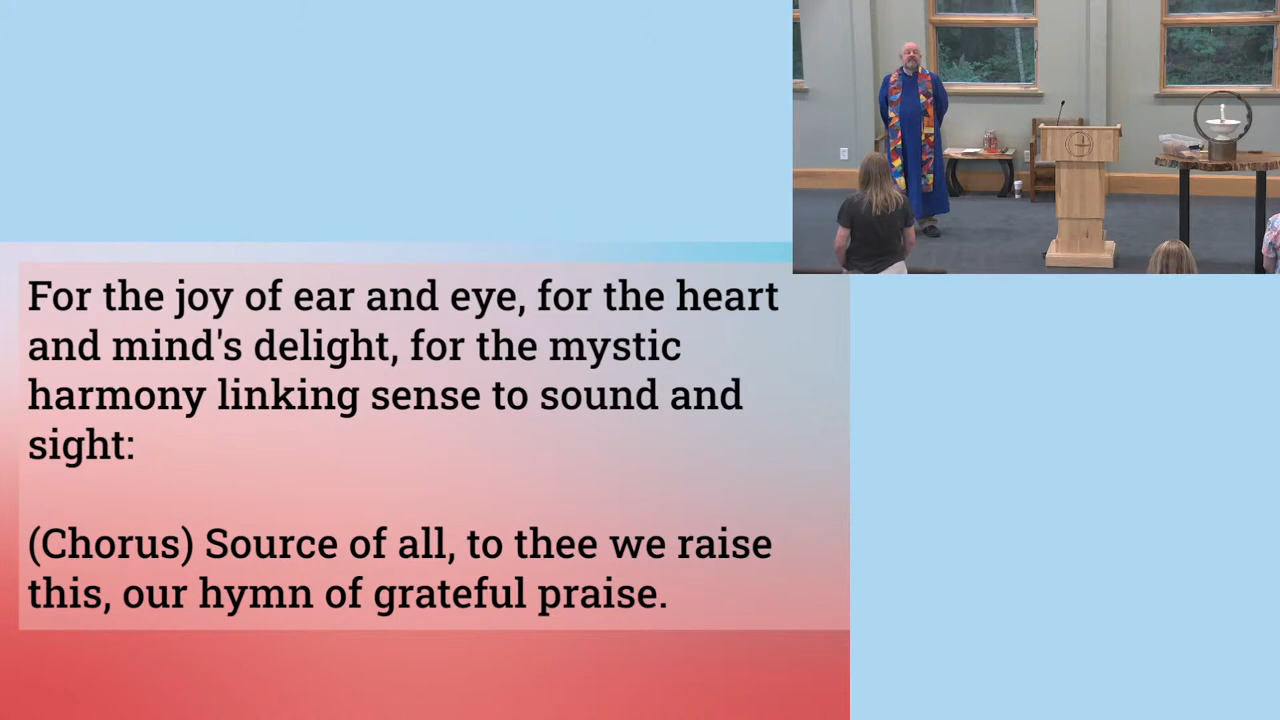 For the joy of ear and eye, for the heart
and mind's delight, for the mystic
harmony linking sense to sound and
sight:
(Chorus) Source of all, to thee we raise
this, our hymn of grateful praise.